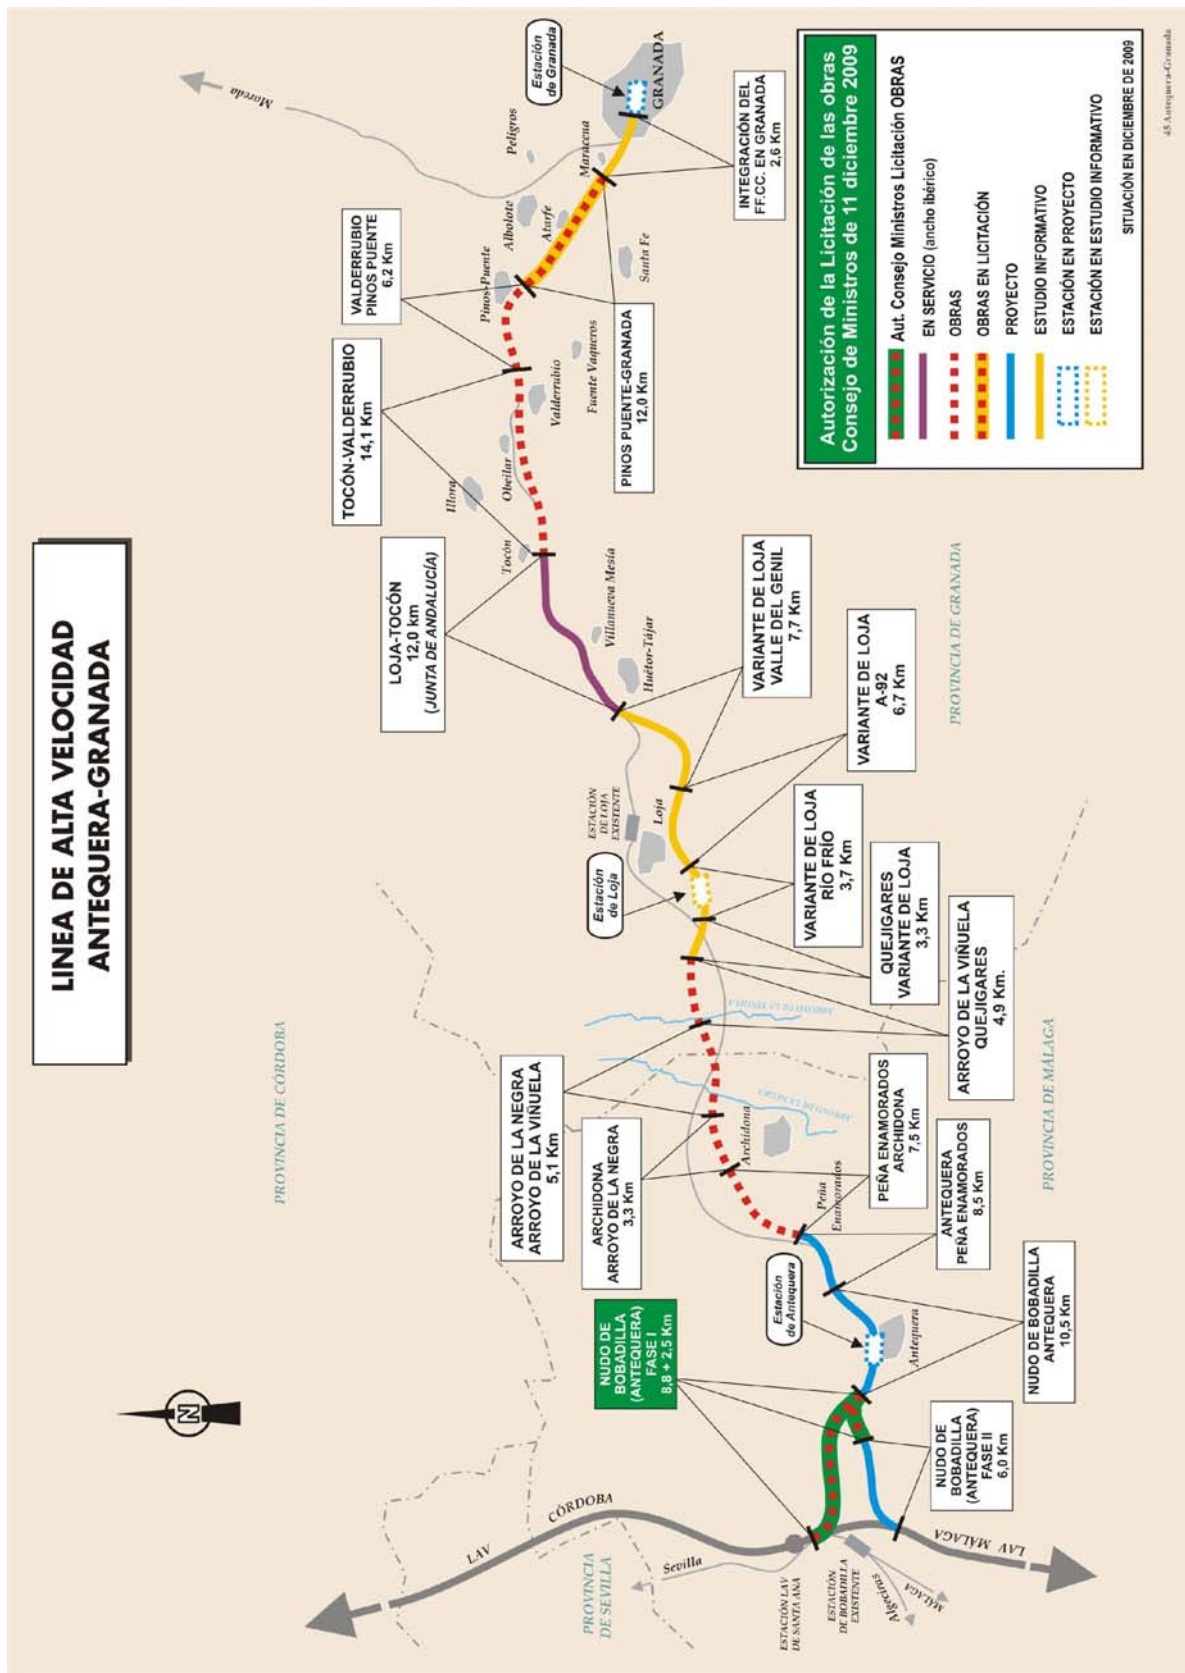 LINEA DE ALTA VELOCIDAD
ANTEQUERA-GRANADA
N
PROVINCIA DE CÓRDOBA
PROVINCIA
DE SEVILLA
PROVINCIA DE MÁLAGA
PROVINCIA DE GRANADA
LAV
CÓRDOBA
Sevilla
ESTACIÓN LAV
DE SANTA ANA
ESTACIÓN
DE BOBADILLA
EXISTENTE
Algeciras
MÁLAGA
LAV MÁLAGA
NUDO DE
BOBADILLA
(ANTEQUERA)
FASE I
8,8 + 2,5 Km
NUDO DE
BOBADILLA
(ANTEQUERA)
FASE II
6,0 Km
NUDO DE BOBADILLA
ANTEQUERA
10,5 Km
Estación
de Antequera
Antequera
ANTEQUERA
PEÑA ENAMORADOS
8,5 Km
Peña
Enamorados
PEÑA ENAMORADOS
ARCHIDONA
7,5 Km
Archidona
ARCHIDONA
ARROYO DE LA NEGRA
3,3 Km
ARROYO DE LA NEGRA
ARROYO DE LA NEGRA
ARROYO DE LA VIÑUELA
5,1 Km
ARROYO DE LA VIÑUELA
ARROYO DE LA VIÑUELA
QUEJIGARES
4,9 Km.
QUEJIGARES
VARIANTE DE LOJA
3,3 Km
VARIANTE DE LOJA
RÍO FRÍO
3,7 Km
Estación
de Loja
ESTACIÓN
DE LOJA
EXISTENTE
Loja
VARIANTE DE LOJA
A-92
6,7 Km
VARIANTE DE LOJA
VALLE DEL GENIL
7,7 Km
Huétor-Tájar
Villanueva Mesía
LOJA-TOCÓN
12,0 km
(JUNTA DE ANDALUCÍA)
Tocón
Illora
Obeilar
TOCÓN-VALDERRUBIO
14,1 Km
Valderrubio
Fuente Vaqueros
VALDERRUBIO
PINOS PUENTE
6,2 Km
Pinos-Puente
PINOS PUENTE-GRANADA
12,0 Km
Santa Fe
Albolote
Atarfe
Peligros
Maracena
Moreda
Estación
de Granada
GRANADA
INTEGRACIÓN DEL
FF.CC. EN GRANADA
2,6 Km
Autorización de la Licitación de las obras
Consejo de Ministros de 11 diciembre 2009
Aut. Consejo Ministros Licitación OBRAS
EN SERVICIO (ancho ibérico)
OBRAS
OBRAS EN LICITACIÓN
PROYECTO
ESTUDIO INFORMATIVO
ESTACIÓN EN PROYECTO
ESTACIÓN EN ESTUDIO INFORMATIVO
SITUACIÓN EN DICIEMBRE DE 2009
45 Antequera-Granada